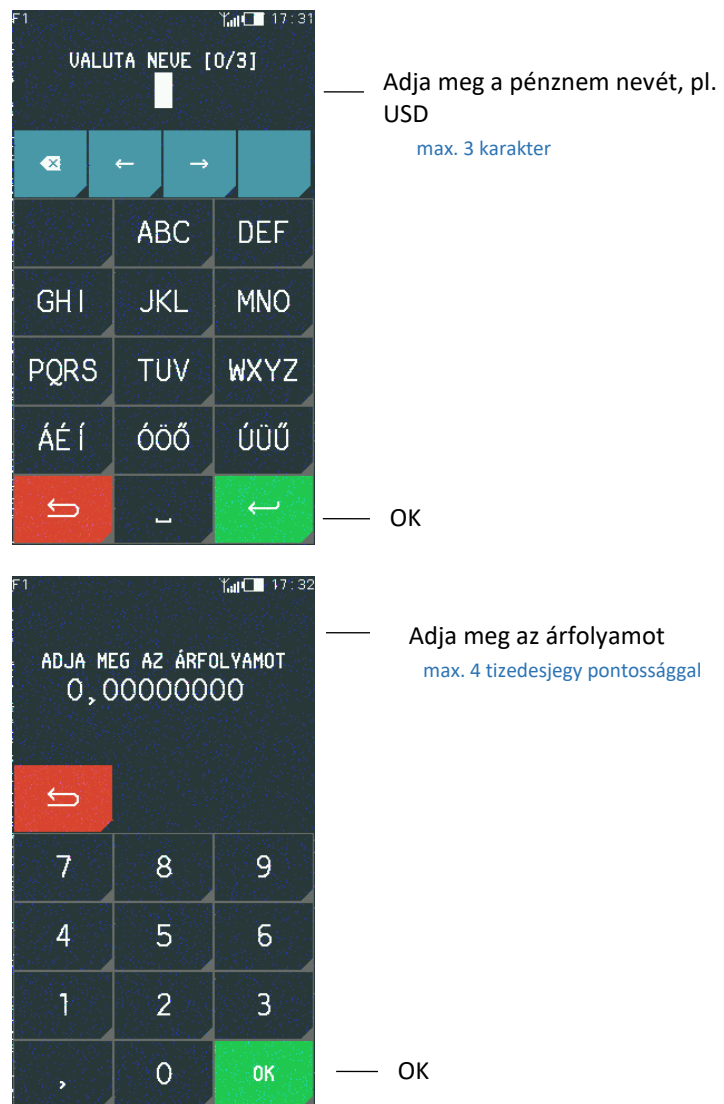 F1 17:31
VALUTA NEVE [0/3]
Adja meg a pénznem nevét, pl.
USD
max. 3 karakter
← →
ABC DEF
GHI JKL MNO
PQRS TUV WXYZ
ÁÉÍ ÓÖŐ ÚÜŰ
OK
F1 17:32
ADJA MEG AZ ÁRFOLYAMOT
0,00000000
Adja meg az árfolyamot
max. 4 tizedesjegy pontossággal
7 8 9
4 5 6
1 2 3
, 0 OK
OK